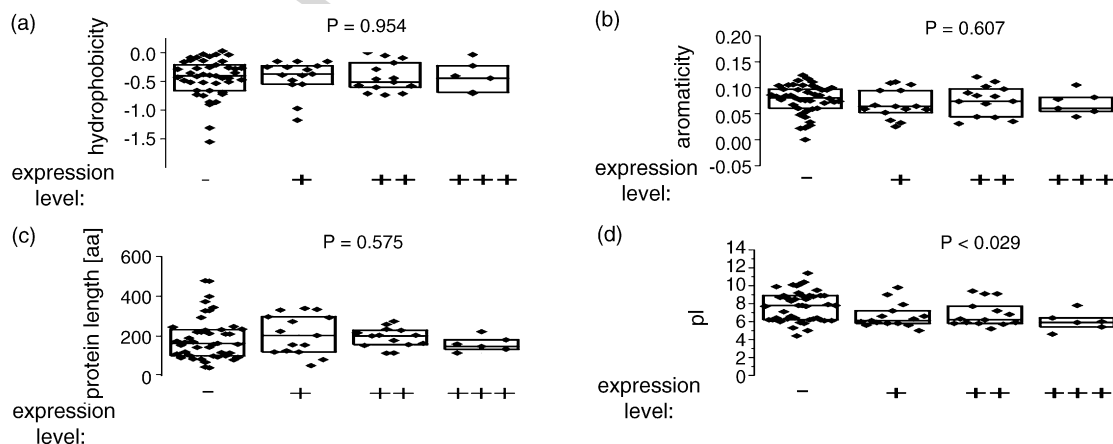 (a)
P = 0.954
hydrophobicity
0.0
-0.5
-1.0
-1.5
expression
level:
- + ++ +++
(b)
P = 0.607
aromaticity
0.20
0.15
0.10
0.05
0.00
-0.05
expression
level:
- + ++ +++
(c)
P = 0.575
protein length [aa]
600
400
200
0
expression
level:
- + ++ +++
(d)
P < 0.029
pI
14
12
10
8
6
4
2
0
expression
level:
- + ++ +++